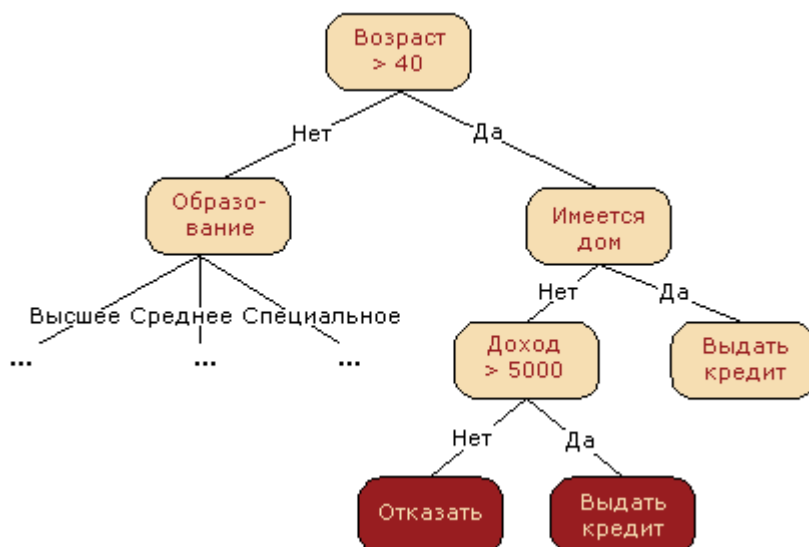 Возраст
> 40
Нет
Да
Образо-
вание
Имеется
дом
Высшее Среднее Специальное
Нет
Да
... ... ...
Доход
> 5000
Выдать
кредит
Нет
Да
Отказать
Выдать
кредит